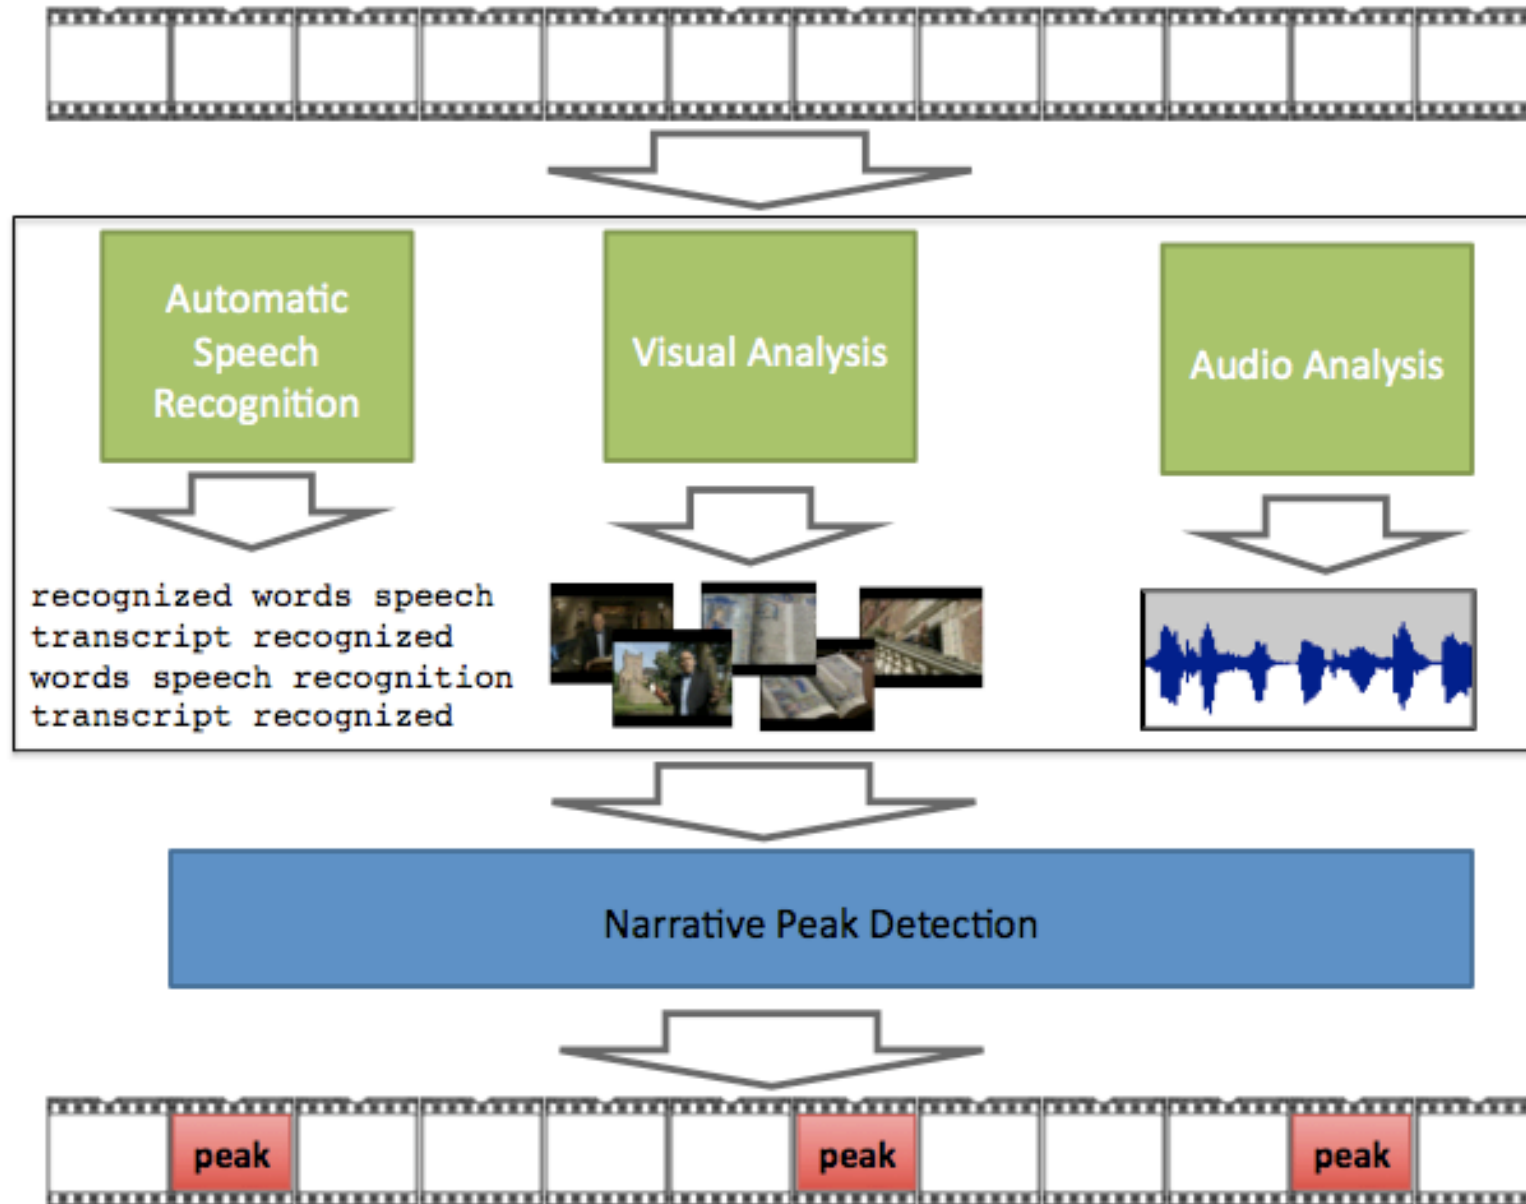 Automatic
Speech
Recognition
Visual Analysis
Audio Analysis
recognized words speech
transcript recognized
words speech recognition
transcript recognized
Narrative Peak Detection
peak
peak
peak